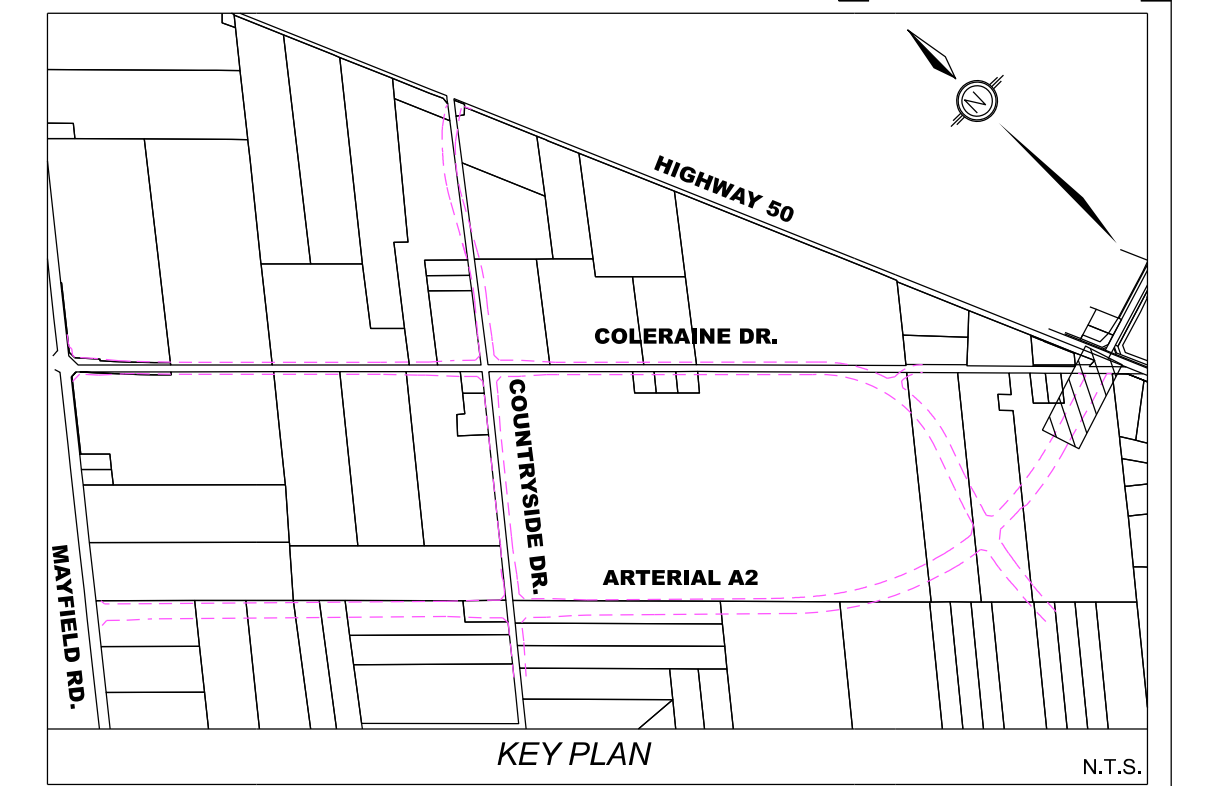 N
HIGHWAY 50
COLERAINE DR.
COUNTRYSIDE DR.
MAYFIELD RD.
ARTERIAL A2
KEY PLAN
N.T.S.